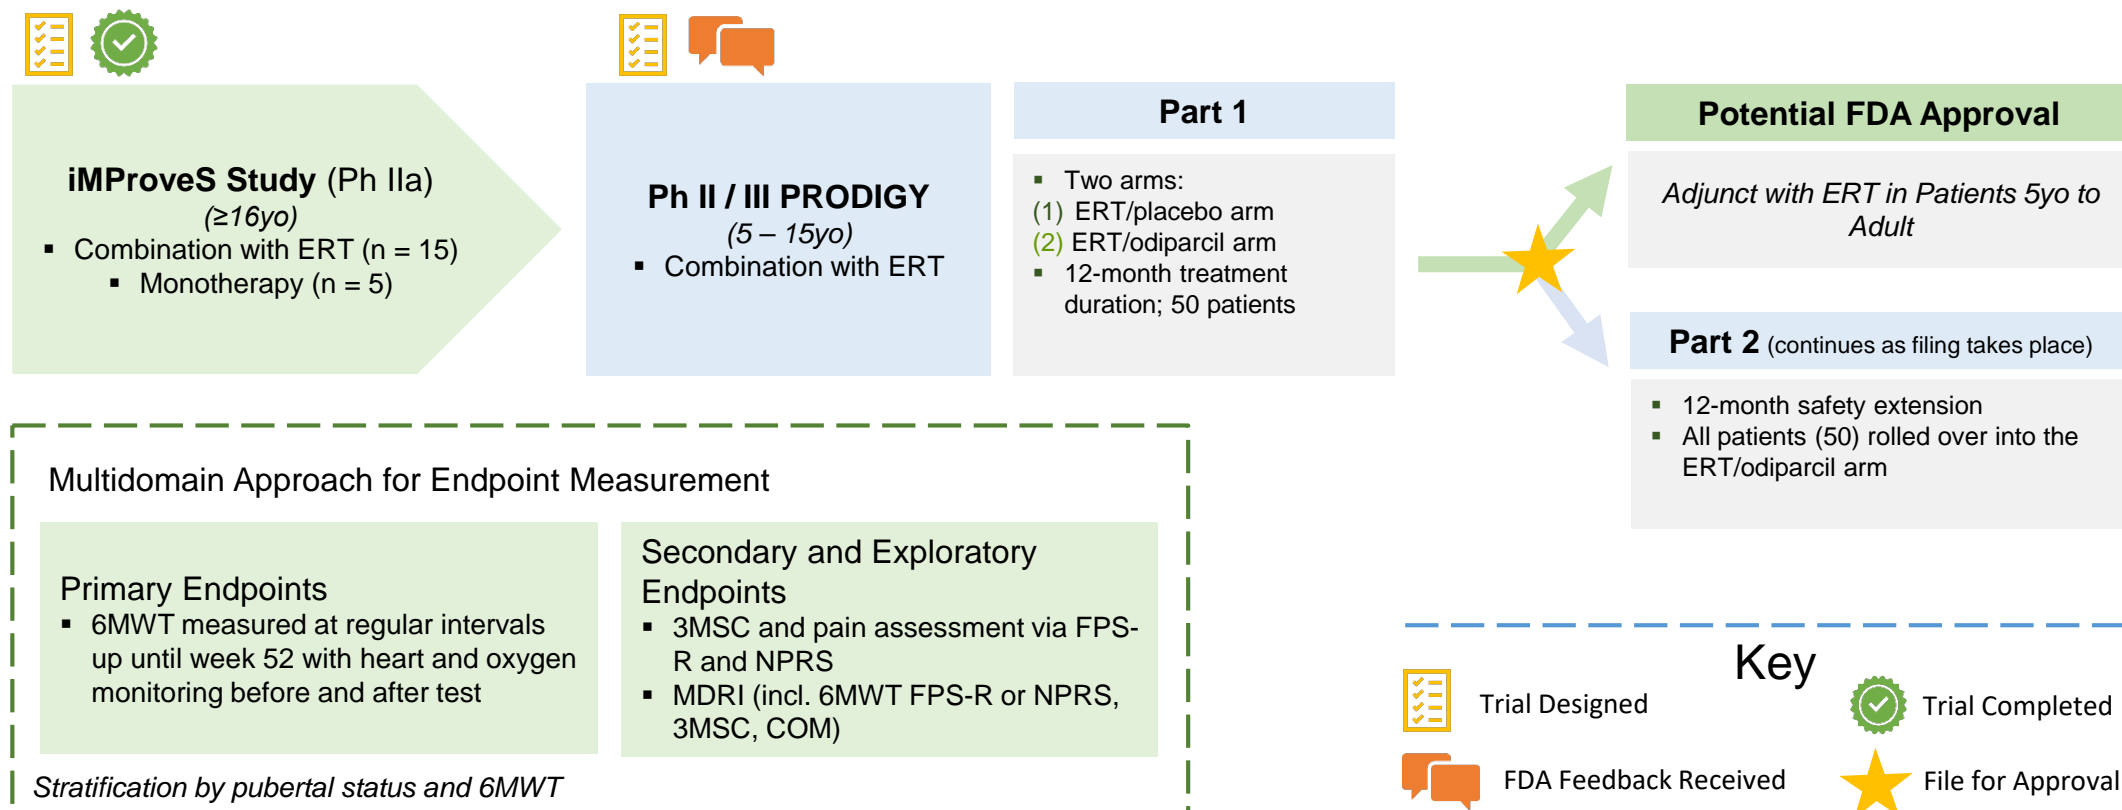 iMProveS Study (Ph IIa)
(≥16yo)
▪ Combination with ERT (n = 15)
▪ Monotherapy (n = 5)
Ph II / III PRODIGY
(5 – 15yo)
▪ Combination with ERT
Part 1
▪ Two arms:
(1) ERT/placebo arm
(2) ERT/odiparcil arm
▪ 12-month treatment
duration; 50 patients
Potential FDA Approval
Adjunct with ERT in Patients 5yo to
Adult
Part 2 (continues as filing takes place)
▪ 12-month safety extension
▪ All patients (50) rolled over into the
ERT/odiparcil arm
Multidomain Approach for Endpoint Measurement
Primary Endpoints
▪ 6MWT measured at regular intervals
up until week 52 with heart and oxygen
monitoring before and after test
Secondary and Exploratory
Endpoints
▪ 3MSC and pain assessment via FPS-
R and NPRS
▪ MDRI (incl. 6MWT FPS-R or NPRS,
3MSC, COM)
Stratification by pubertal status and 6MWT
Key
Trial Designed
Trial Completed
FDA Feedback Received
File for Approval